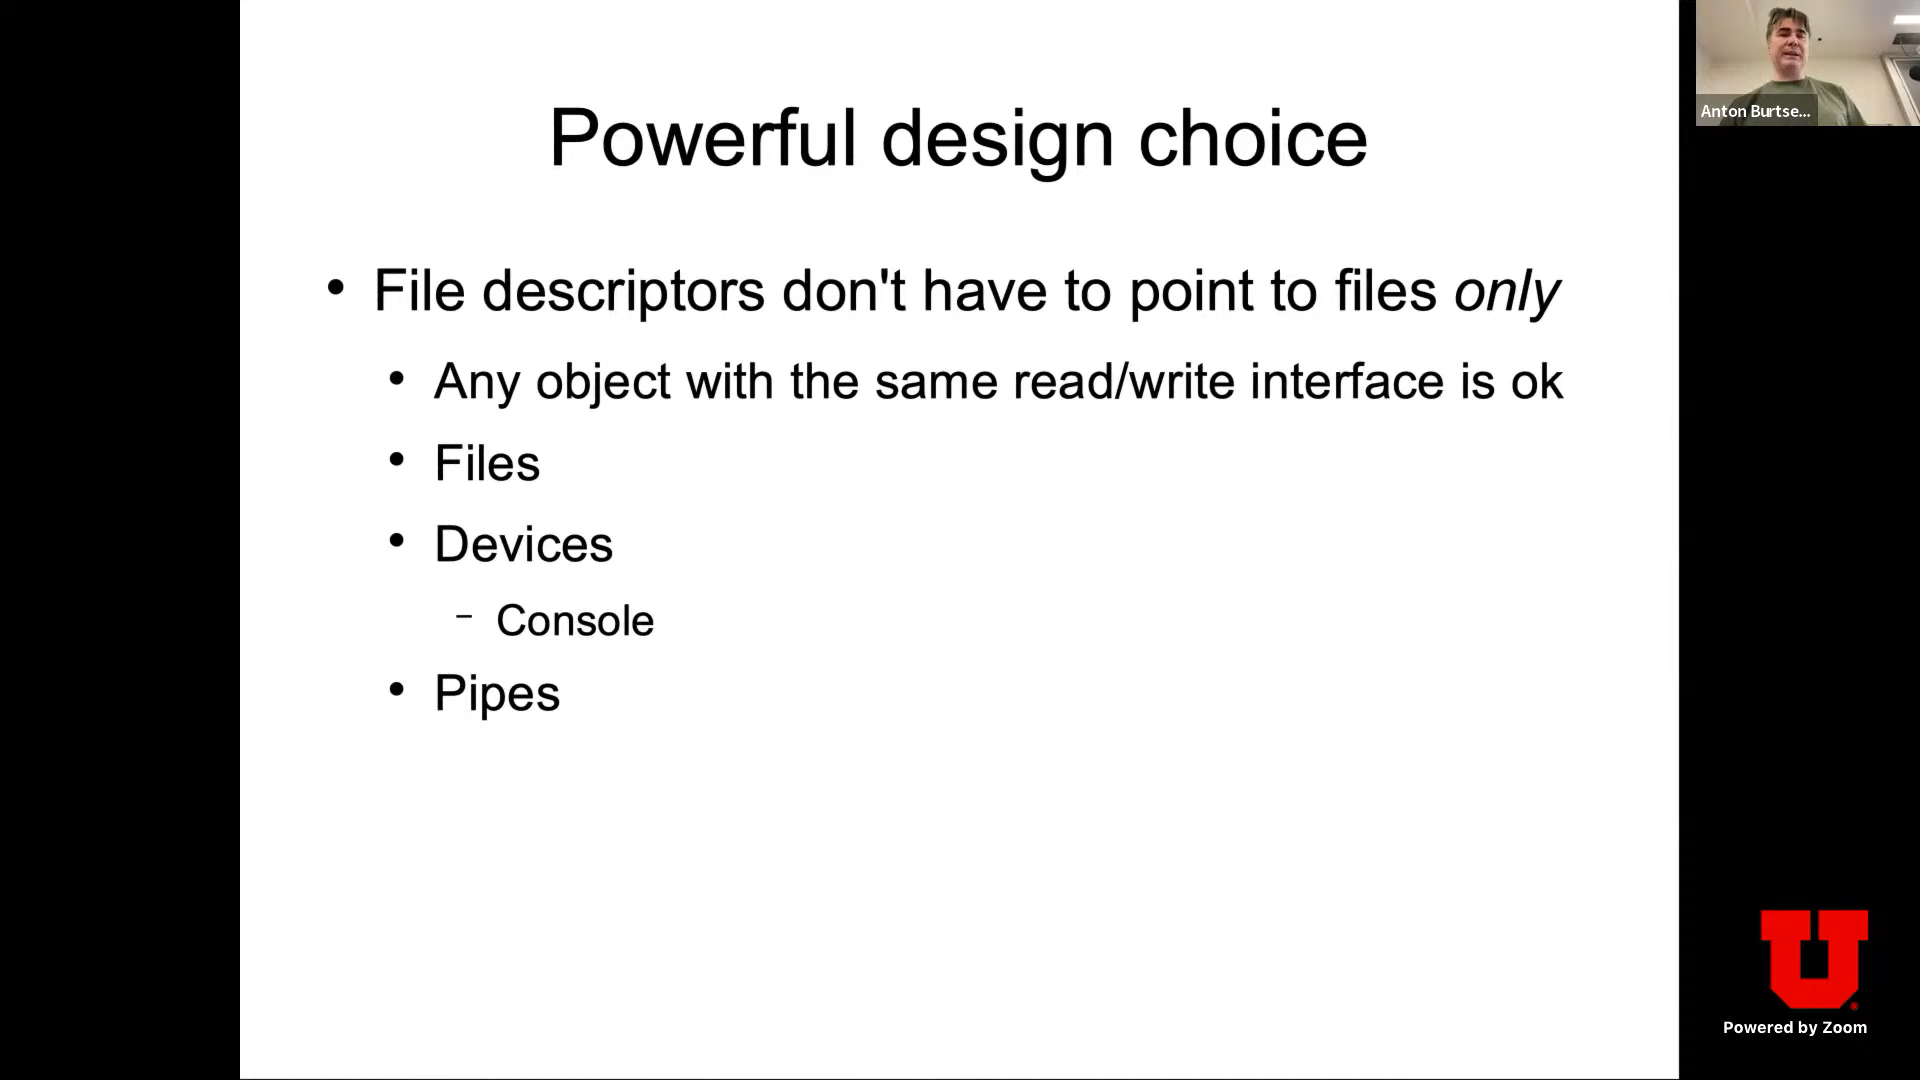 Powerful design choice
• File descriptors don't have to point to files only
• Any object with the same read/write interface is ok
• Files
• Devices
– Console
• Pipes
Anton Burtse...
U
Powered by Zoom